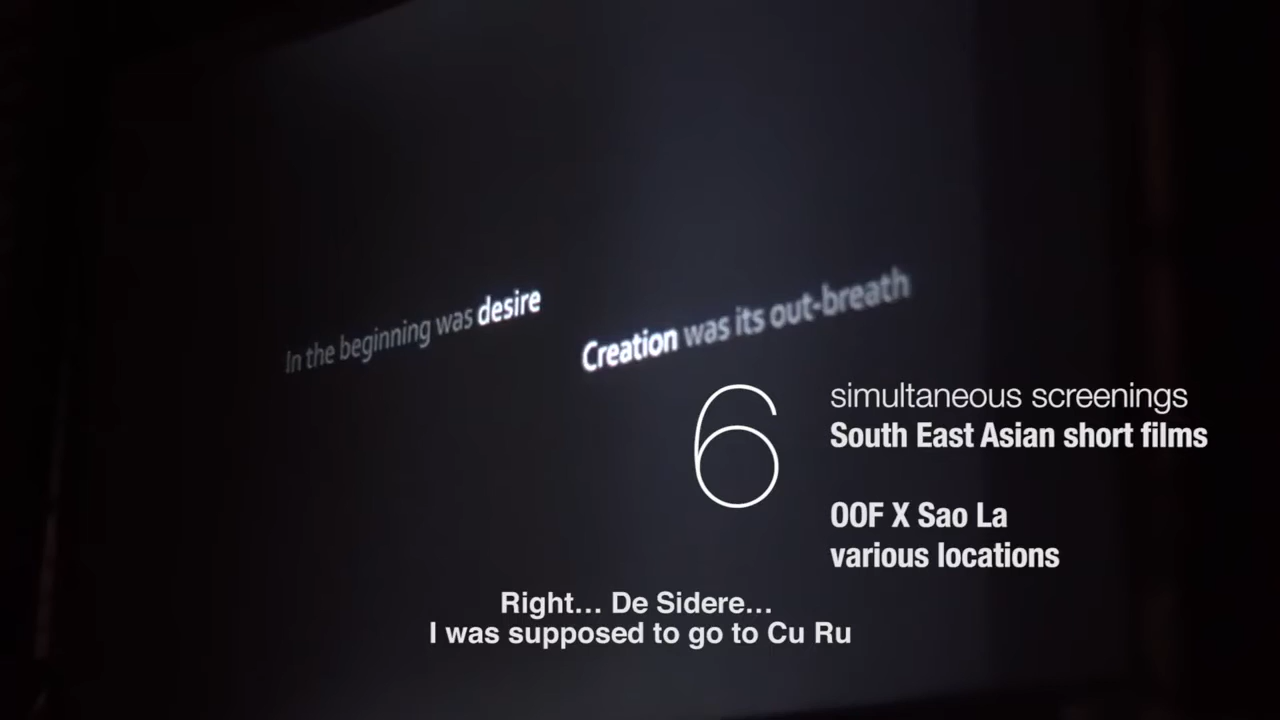 In the beginning was desire
Creation was its out-breath
6
simultaneous screenings
South East Asian short films
OOF X Sao La
various locations
Right... De Sidere...
I was supposed to go to Cu Ru